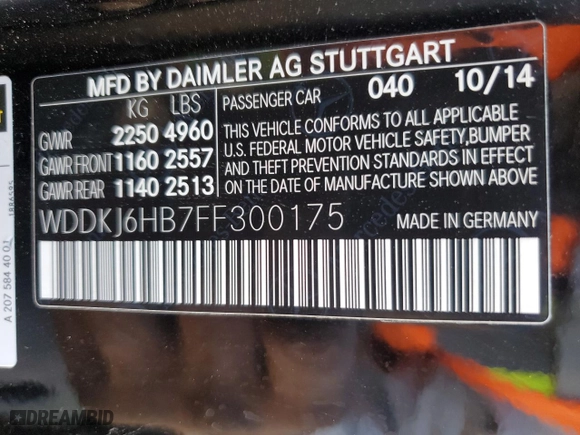 MFD BY DAIMLER AG STUTTGART
KG LBS
GVWR 2250 4960
GAWR FRONT 1160 2557
GAWR REAR 1140 2513
PASSENGER CAR 040 10/14
THIS VEHICLE CONFORMS TO ALL APPLICABLE
U.S. FEDERAL MOTOR VEHICLE SAFETY, BUMPER
AND THEFT PREVENTION STANDARDS IN EFFECT
ON THE DATE OF MANUFACTURE SHOWN ABOVE.
WDDKJ6HB7FF300175
MADE IN GERMANY
A 207 584 40 07
DREAMBID